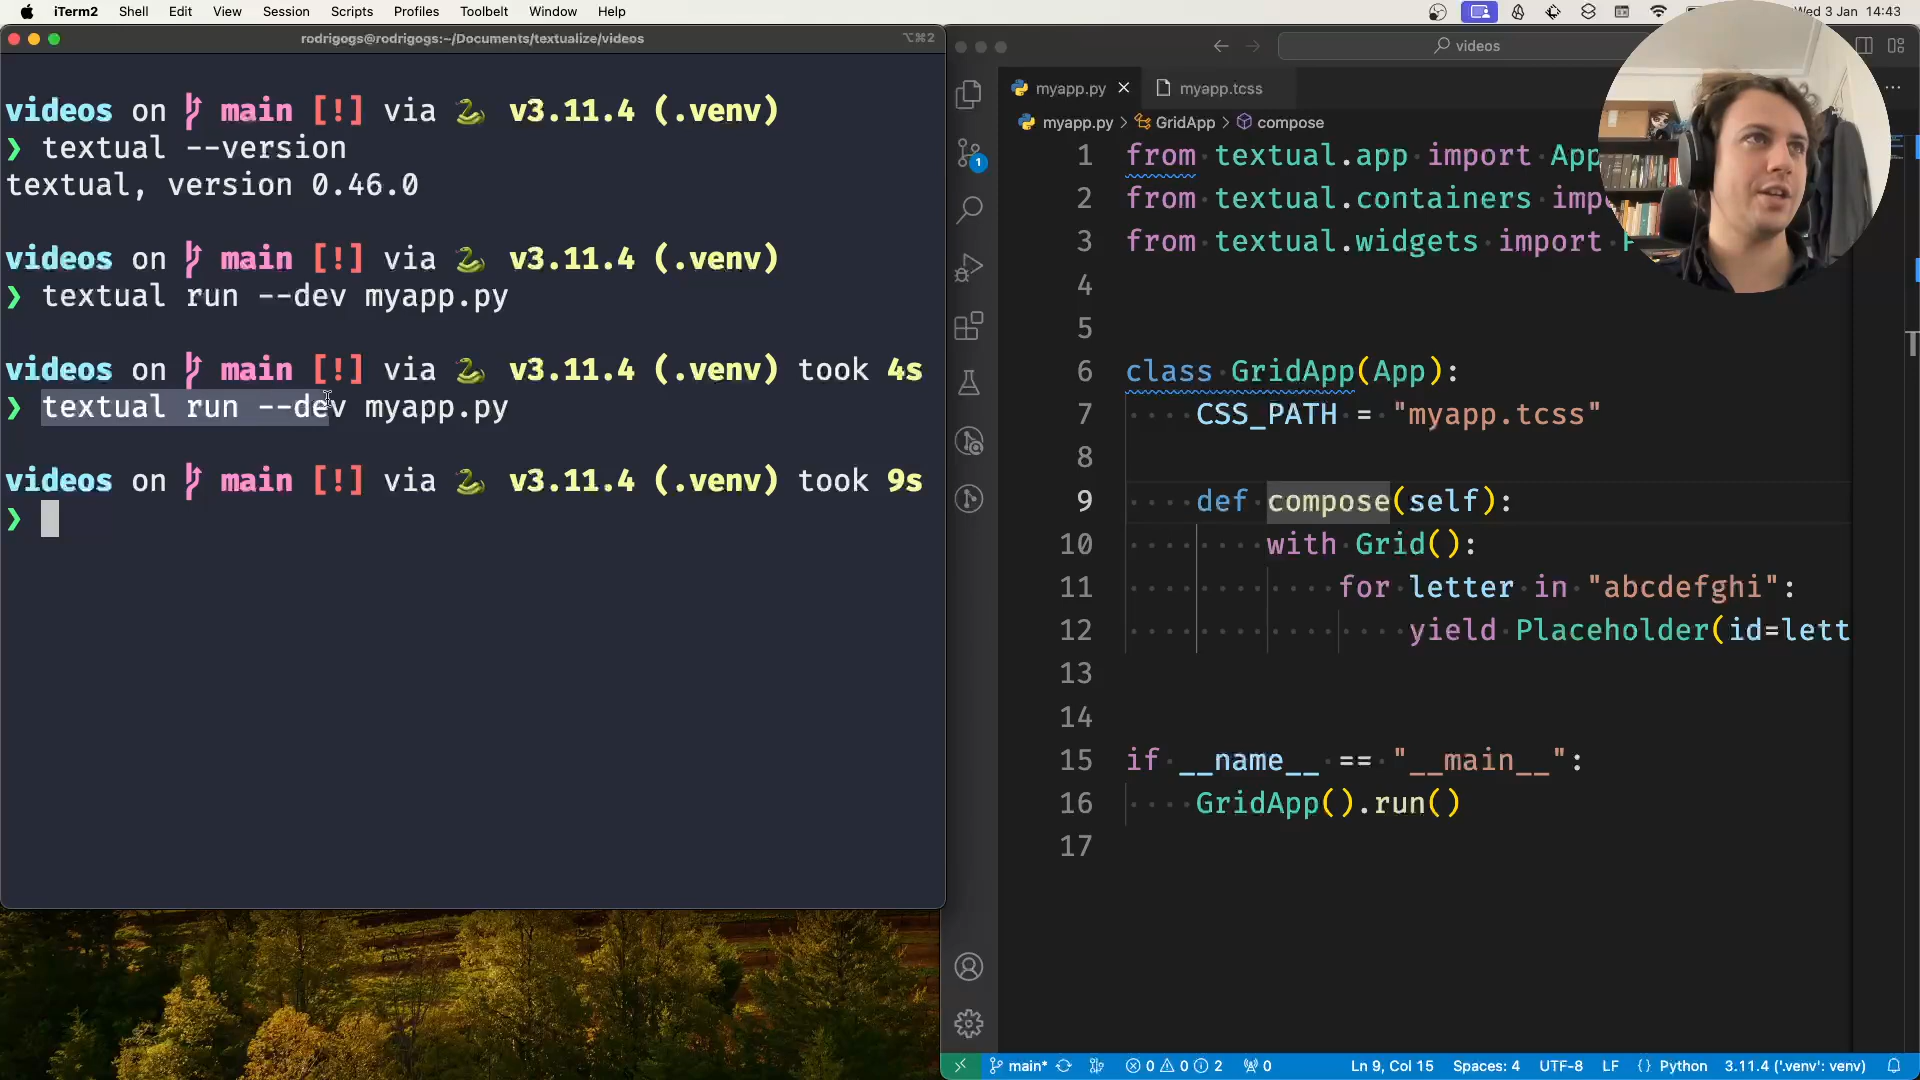 iTerm2 Shell Edit View Session Scripts Profiles Toolbelt Window Help Wed 3 Jan 14:43
rodrigogs@rodrigogs:~/Documents/textualize/videos ⌥⌘2
videos on main [!] via 🐍 v3.11.4 (.venv)
❯ textual --version
textual, version 0.46.0
videos on main [!] via 🐍 v3.11.4 (.venv)
❯ textual run --dev myapp.py
videos on main [!] via 🐍 v3.11.4 (.venv) took 4s
❯ textual run --dev myapp.py
videos on main [!] via 🐍 v3.11.4 (.venv) took 9s
❯
videos
myapp.py myapp.tcss
myapp.py > GridApp > compose
1
1 from textual.app import App
2 from textual.containers imp
3 from textual.widgets import
4
5
6 class GridApp(App):
7 CSS_PATH = "myapp.tcss"
8
9 def compose(self):
10 with Grid():
11 for letter in "abcdefghi":
12 yield Placeholder(id=lett
13
14
15 if __name__ == "__main__":
16 GridApp().run()
17
main* 0 0 2 0 Ln 9, Col 15 Spaces: 4 UTF-8 LF {} Python 3.11.4 ('.venv': venv)